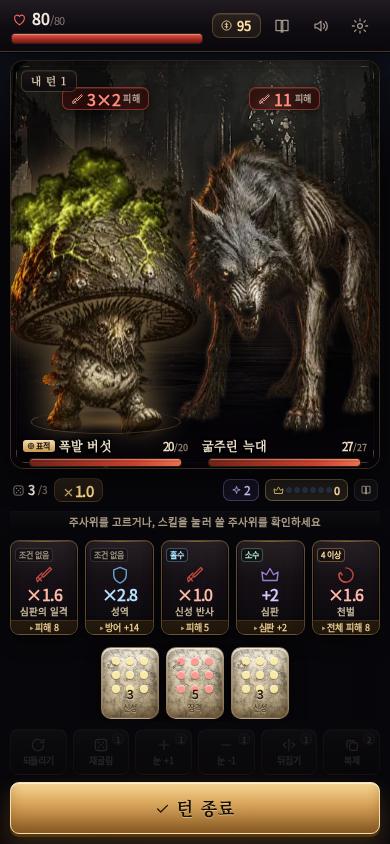 80/80
95
내 턴 1
3×2 피해
11 피해
표적 폭발 버섯 20/20
굶주린 늑대 27/27
3/3
×1.0
2
0
주사위를 고르거나, 스킬을 눌러 쓸 주사위를 확인하세요
조건 없음
×1.6
심판의 일격
피해 8
조건 없음
×2.8
성역
방어 +14
홀수
×1.0
신성 반사
피해 5
소수
+2
심판
심판 +2
4 이상
×1.6
천벌
전체 피해 8
3
신성
5
3
신성
되돌리기
재굴림 1
눈 +1 1
눈 -1 1
뒤집기 1
복제 2
턴 종료